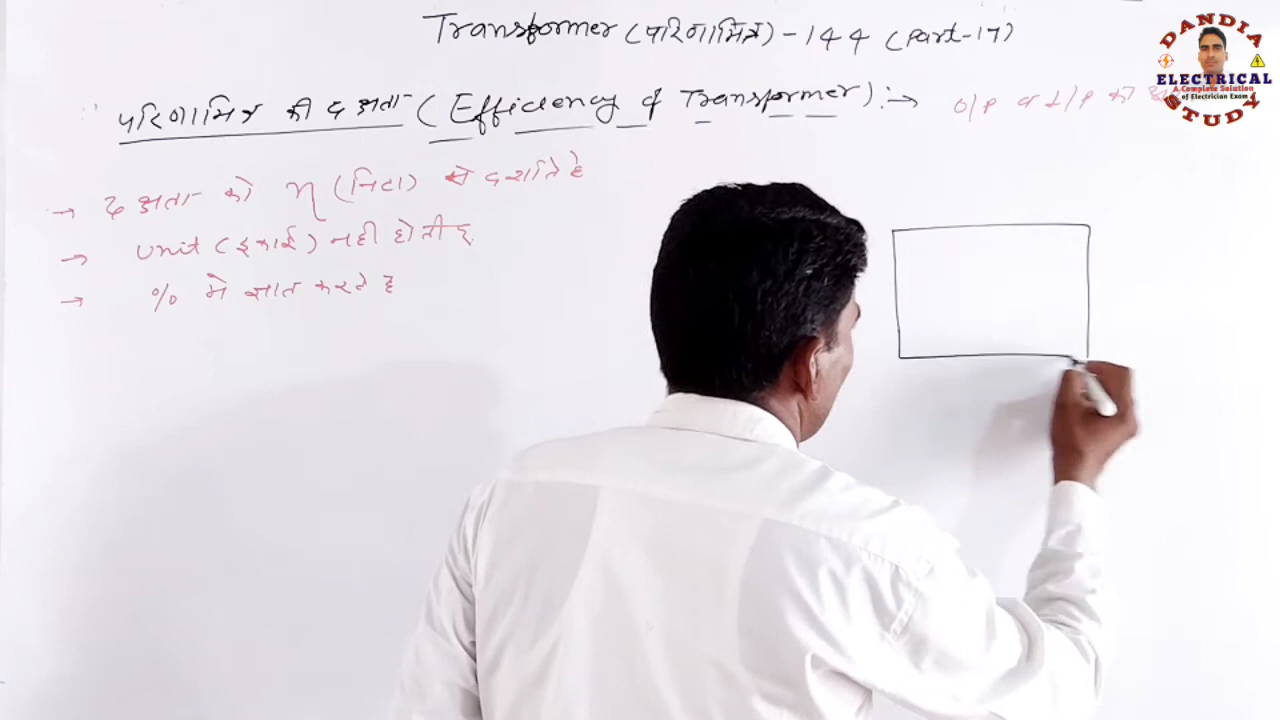 Transformer (परिणामित्र) - 144 (Part-17)
परिणामित्र की दक्षता (Efficiency of Transformer) :→ O/P व I/P को
→ दक्षता को η (निटा) से दर्शाते है
→ Unit (इकाई) नही होती है.
→ % मे ज्ञात करते है
DANDIA
ELECTRICAL
A Complete Solution
of Electrician Exam
STUDY